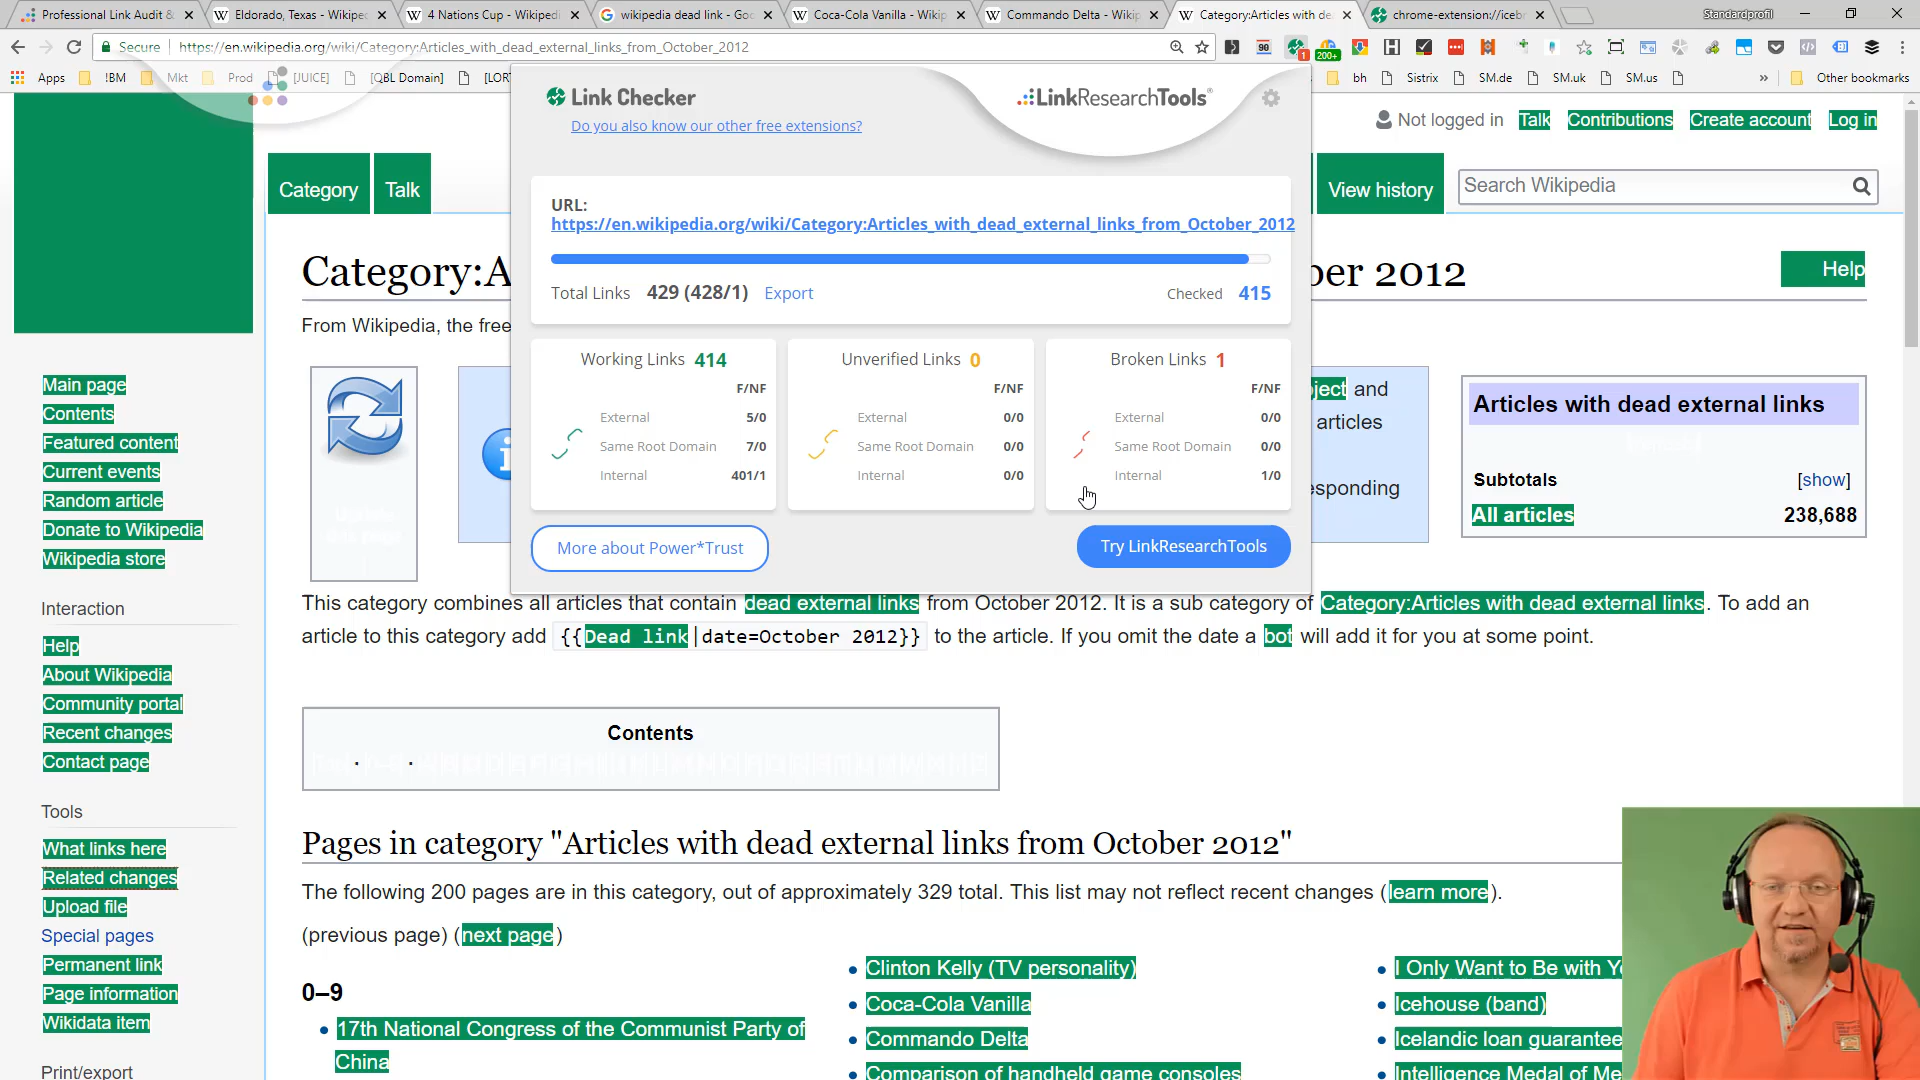 Professional Link Audit &
Eldorado, Texas - Wikiped
4 Nations Cup - Wikipedi
wikipedia dead link - Goo
Coca-Cola Vanilla - Wikip
Commando Delta - Wikip
Category:Articles with de
chrome-extension://iceb
Standardprofil
Secure
https://en.wikipedia.org/wiki/Category:Articles_with_dead_external_links_from_October_2012
Apps
!BM
Mkt
Prod
[JUICE]
[QBL Domain]
[LOR
bh
Sistrix
SM.de
SM.uk
SM.us
»
Other bookmarks
Link Checker
Do you also know our other free extensions?
LinkResearchTools
URL:
https://en.wikipedia.org/wiki/Category:Articles_with_dead_external_links_from_October_2012
Total Links 429 (428/1) Export
Checked 415
Working Links 414
F/NF
External 5/0
Same Root Domain 7/0
Internal 401/1
Unverified Links 0
F/NF
External 0/0
Same Root Domain 0/0
Internal 0/0
Broken Links 1
F/NF
External 0/0
Same Root Domain 0/0
Internal 1/0
More about Power*Trust
Try LinkResearchTools
Not logged in Talk Contributions Create account Log in
Category Talk
View history
Search Wikipedia
Category:A
ber 2012
Help
From Wikipedia, the free
ject and
articles
sponding
Articles with dead external links
Subtotals [show]
All articles 238,688
Main page
Contents
Featured content
Current events
Random article
Donate to Wikipedia
Wikipedia store
Interaction
Help
About Wikipedia
Community portal
Recent changes
Contact page
Tools
What links here
Related changes
Upload file
Special pages
Permanent link
Page information
Wikidata item
Print/export
This category combines all articles that contain dead external links from October 2012. It is a sub category of Category:Articles with dead external links. To add an
article to this category add {{Dead link|date=October 2012}} to the article. If you omit the date a bot will add it for you at some point.
Contents
Pages in category "Articles with dead external links from October 2012"
The following 200 pages are in this category, out of approximately 329 total. This list may not reflect recent changes (learn more).
(previous page) (next page)
0–9
• 17th National Congress of the Communist Party of
China
• Clinton Kelly (TV personality)
• Coca-Cola Vanilla
• Commando Delta
• Comparison of handheld game consoles
• I Only Want to Be with Yo
• Icehouse (band)
• Icelandic loan guarantee
• Intelligence Medal of Me